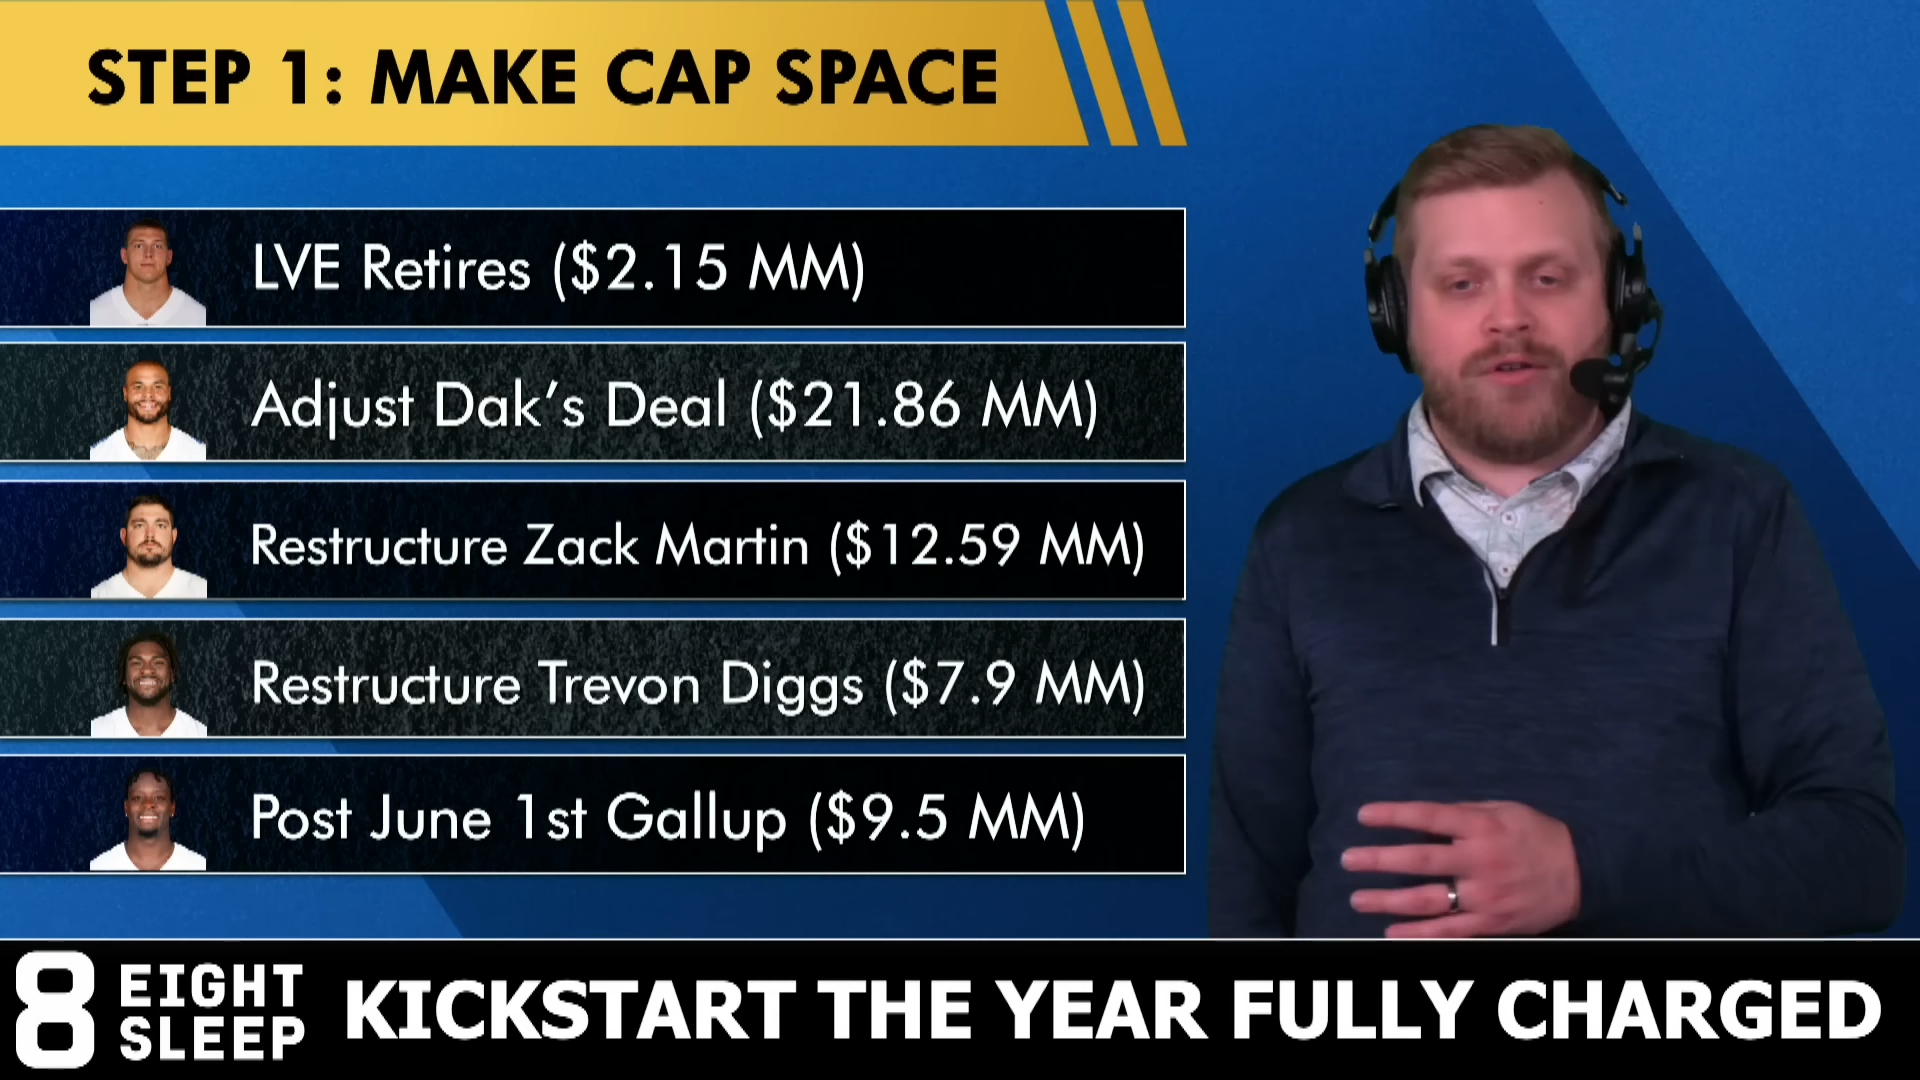 STEP 1: MAKE CAP SPACE
LVE Retires ($2.15 MM)
Adjust Dak's Deal ($21.86 MM)
Restructure Zack Martin ($12.59 MM)
Restructure Trevon Diggs ($7.9 MM)
Post June 1st Gallup ($9.5 MM)
8 EIGHT
SLEEP
KICKSTART THE YEAR FULLY CHARGED